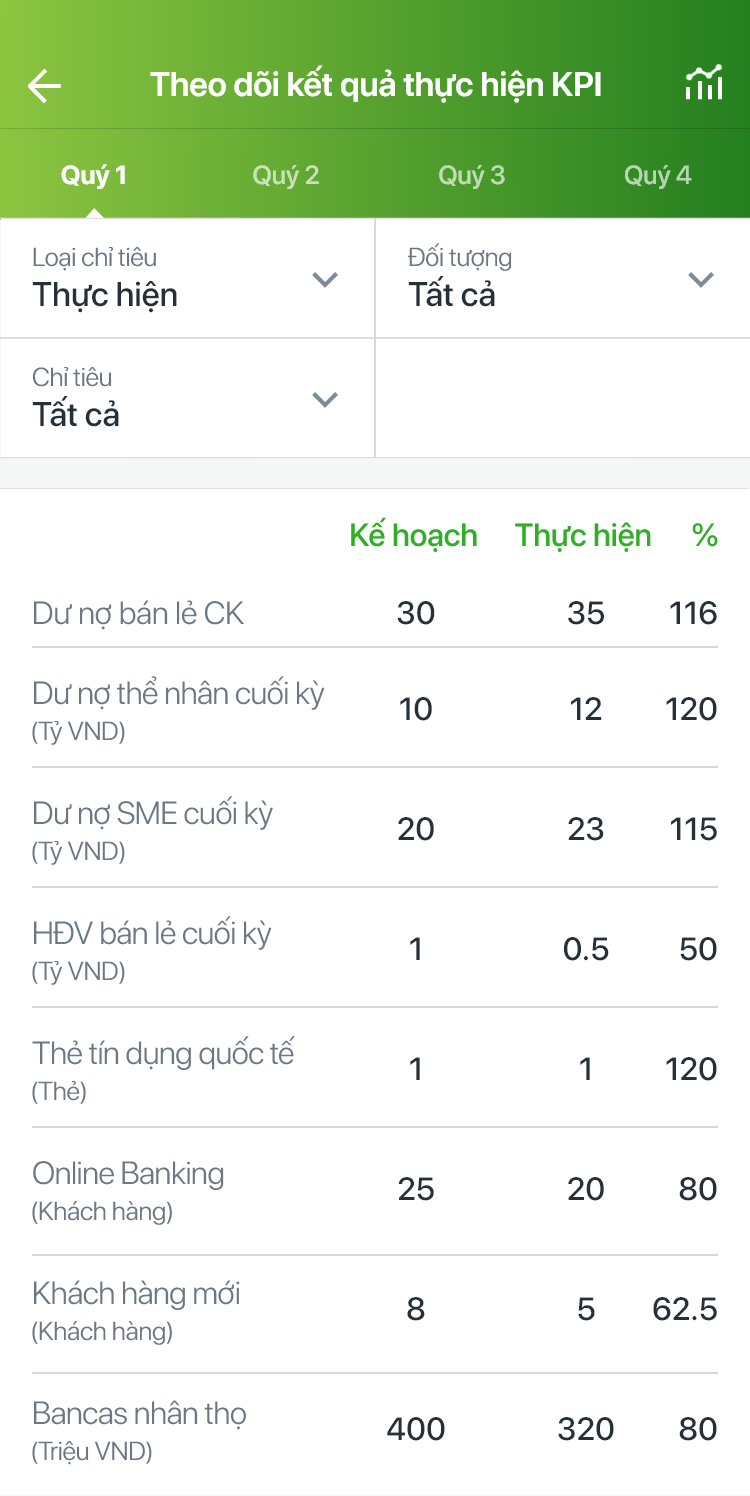 Theo dõi kết quả thực hiện KPI
Quý 1 Quý 2 Quý 3 Quý 4
Loại chỉ tiêu Đối tượng
Thực hiện Tất cả
Chỉ tiêu
Tất cả
Kế hoạch Thực hiện %
Dư nợ bán lẻ CK 30 35 116
Dư nợ thể nhân cuối kỳ
(Tỷ VND) 10 12 120
Dư nợ SME cuối kỳ
(Tỷ VND) 20 23 115
HĐV bán lẻ cuối kỳ
(Tỷ VND) 1 0.5 50
Thẻ tín dụng quốc tế
(Thẻ) 1 1 120
Online Banking
(Khách hàng) 25 20 80
Khách hàng mới
(Khách hàng) 8 5 62.5
Bancas nhân thọ
(Triệu VND) 400 320 80